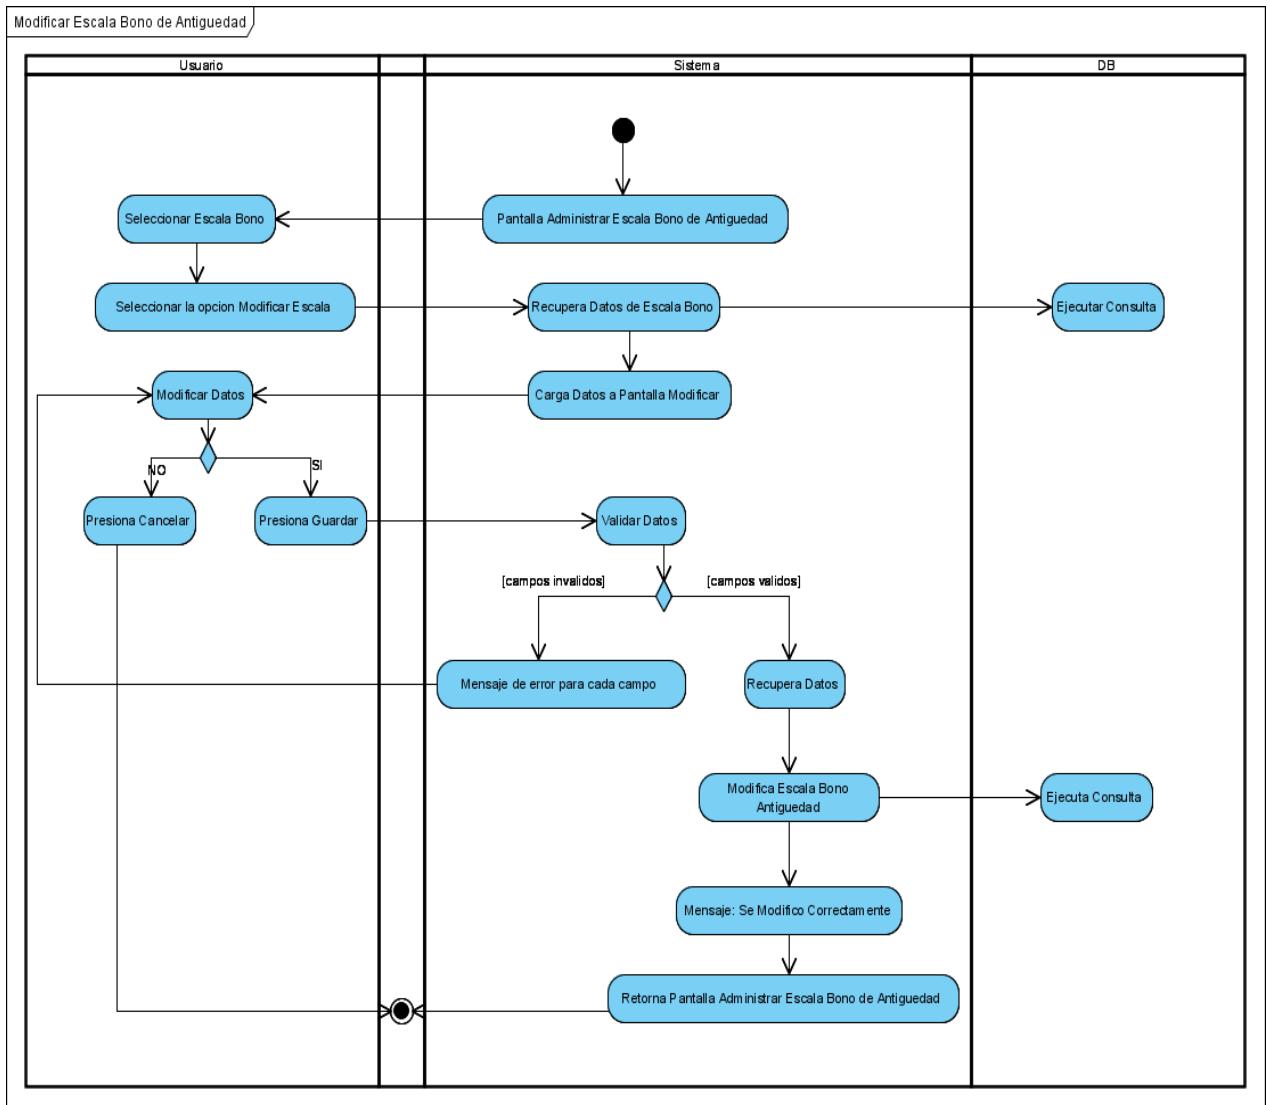 Modificar Escala Bono de Antiguedad
Usuario
Sistema
DB
Seleccionar Escala Bono
Pantalla Administrar Escala Bono de Antiguedad
Seleccionar la opcion Modificar Escala
Recupera Datos de Escala Bono
Ejecutar Consulta
Modificar Datos
Carga Datos a Pantalla Modificar
NO
SI
Presiona Cancelar
Presiona Guardar
Validar Datos
[campos invalidos]
[campos validos]
Mensaje de error para cada campo
Recupera Datos
Modifica Escala Bono
Antiguedad
Ejecuta Consulta
Mensaje: Se Modifico Correctamente
Retorna Pantalla Administrar Escala Bono de Antiguedad